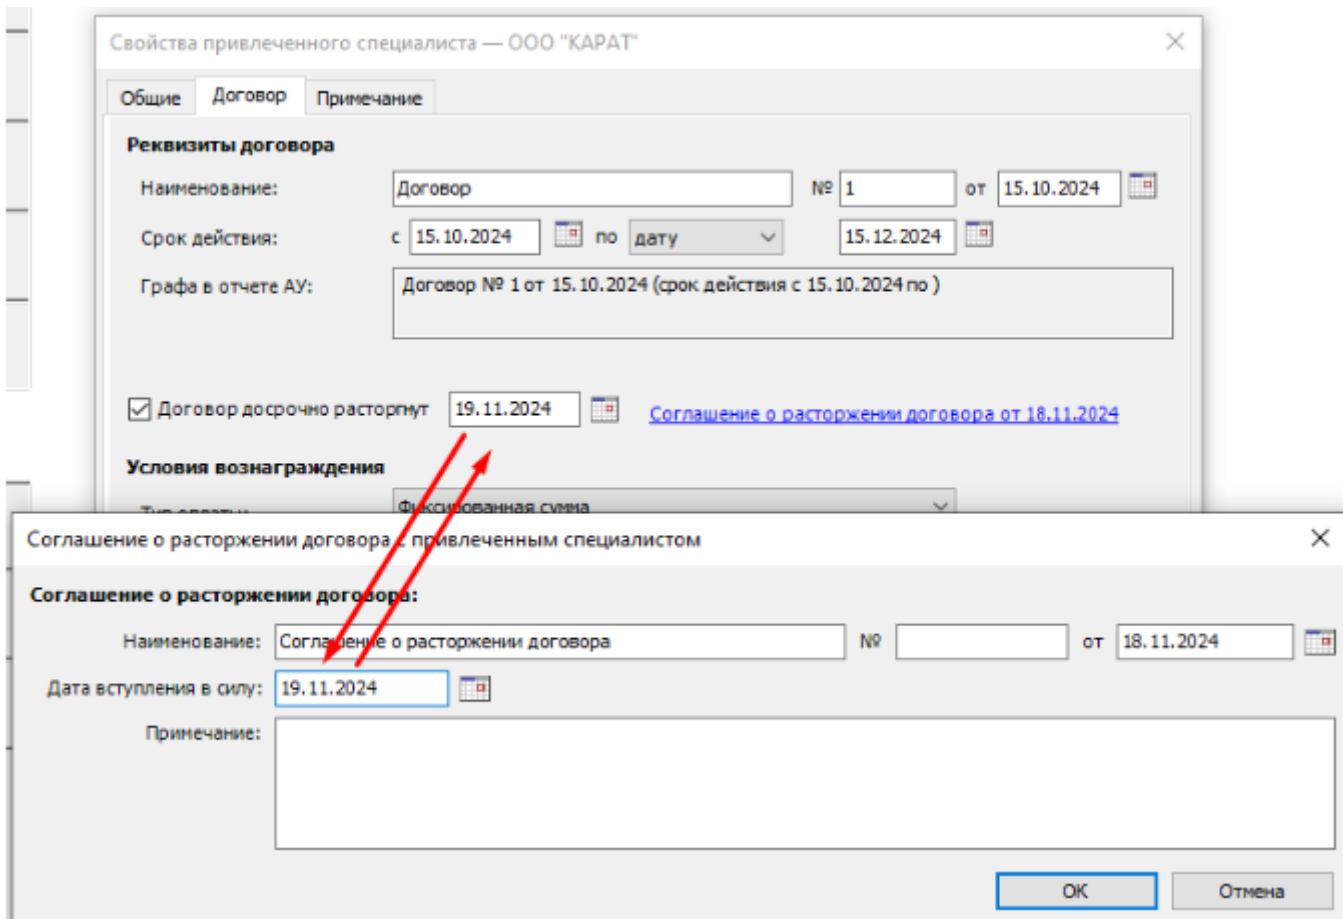 Свойства привлеченного специалиста — ООО "КАРАТ"
Общие Договор Примечание
Реквизиты договора
Наименование: Договор № 1 от 15.10.2024
Срок действия: с 15.10.2024 по дату 15.12.2024
Графа в отчете АУ: Договор № 1 от 15.10.2024 (срок действия с 15.10.2024 по )
Договор досрочно расторгнут 19.11.2024 Соглашение о расторжении договора от 18.11.2024
Условия вознаграждения
Тип оплаты: Фиксированная сумма
Соглашение о расторжении договора с привлеченным специалистом
Соглашение о расторжении договора:
Наименование: Соглашение о расторжении договора № от 18.11.2024
Дата вступления в силу: 19.11.2024
Примечание:
ОК Отмена